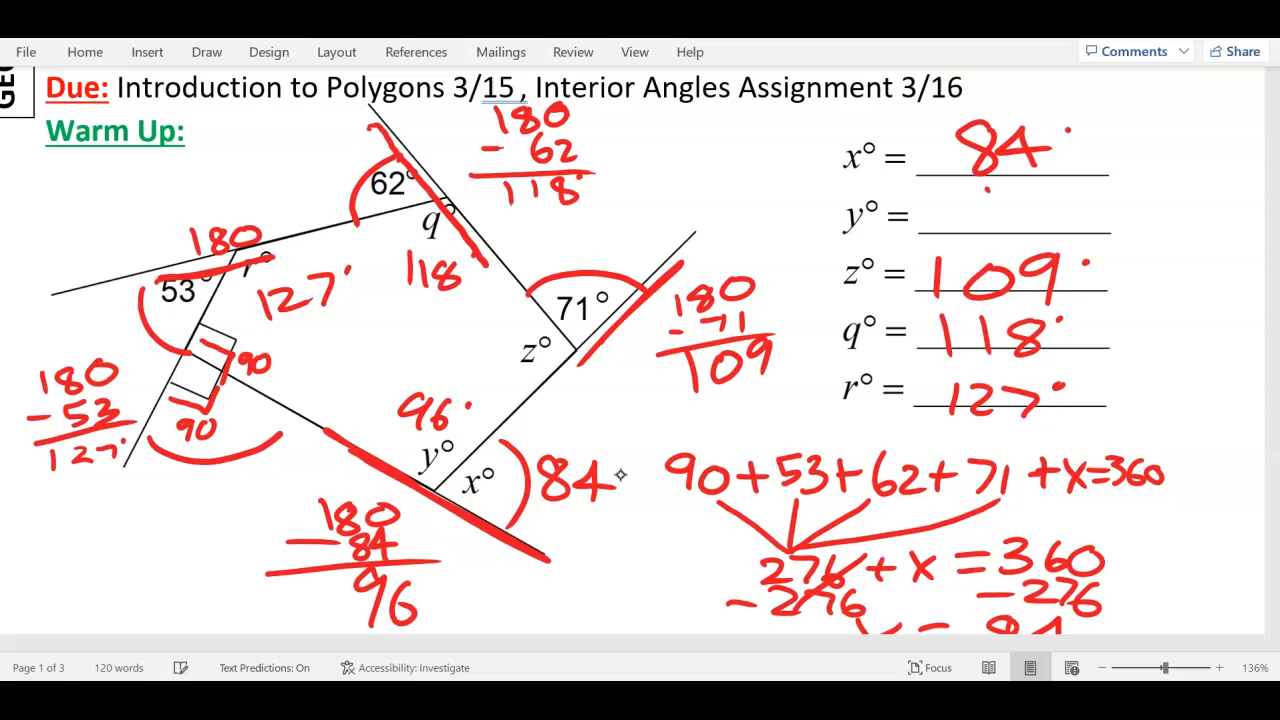 File Home Insert Draw Design Layout References Mailings Review View Help Comments Share
GEO
Due: Introduction to Polygons 3/15 , Interior Angles Assignment 3/16
Warm Up:
180
- 62
118°
62°
q°
118°
180
r°
53°
127°
180
- 53
127°
90
90
71°
z°
180
- 71
109
96°
y°
x°
84°
180
- 84
96
x° = 84°
y° =
z° = 109°
q° = 118°
r° = 127°
90 + 53 + 62 + 71 + x = 360
276 + x = 360
- 276 - 276
x = 84
Page 1 of 3 120 words Text Predictions: On Accessibility: Investigate Focus 136%